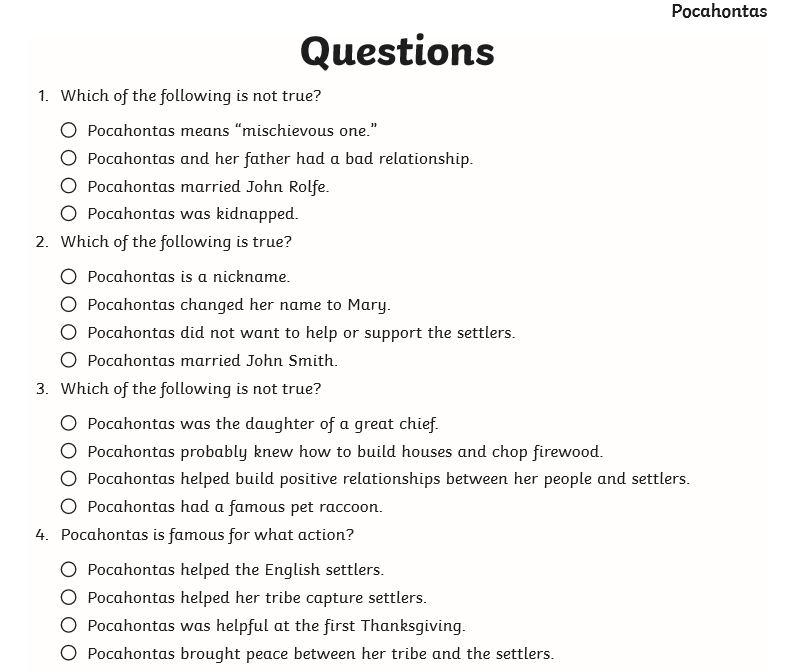 Pocahontas
Questions
1. Which of the following is not true?
Pocahontas means “mischievous one.”
Pocahontas and her father had a bad relationship.
Pocahontas married John Rolfe.
Pocahontas was kidnapped.
2. Which of the following is true?
Pocahontas is a nickname.
Pocahontas changed her name to Mary.
Pocahontas did not want to help or support the settlers.
Pocahontas married John Smith.
3. Which of the following is not true?
Pocahontas was the daughter of a great chief.
Pocahontas probably knew how to build houses and chop firewood.
Pocahontas helped build positive relationships between her people and settlers.
Pocahontas had a famous pet raccoon.
4. Pocahontas is famous for what action?
Pocahontas helped the English settlers.
Pocahontas helped her tribe capture settlers.
Pocahontas was helpful at the first Thanksgiving.
Pocahontas brought peace between her tribe and the settlers.